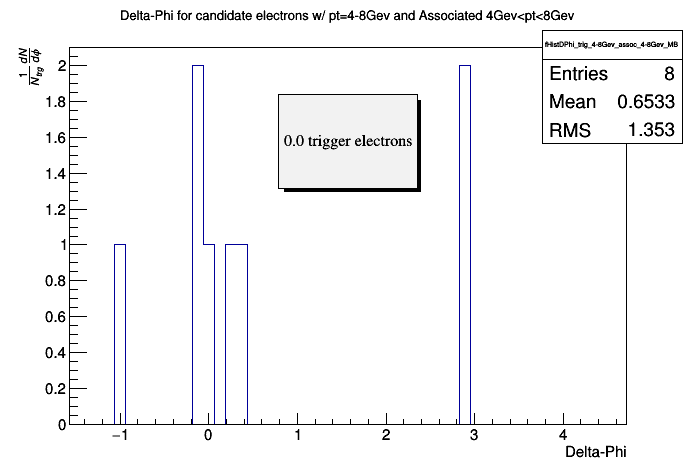 Delta-Phi for candidate electrons w/ pt=4-8Gev and Associated 4Gev<pt<8Gev
fHistDPhi_trig_4-8Gev_assoc_4-8Gev_MB
Entries 8
Mean 0.6533
RMS 1.353
1/N_trig dN/dϕ
0.0 trigger electrons
2
1.8
1.6
1.4
1.2
1
0.8
0.6
0.4
0.2
0
−1 0 1 2 3 4
Delta-Phi